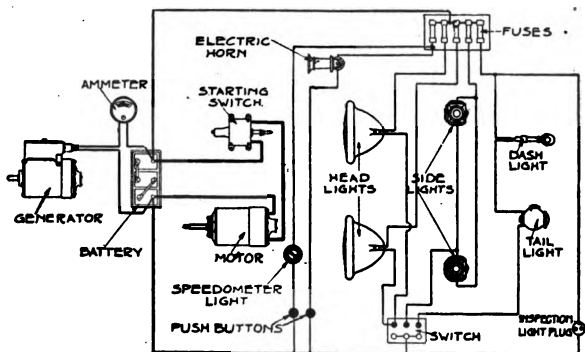 ELECTRIC
HORN
FUSES
AMMETER
STARTING
SWITCH.
DASH
LIGHT
HEAD
LIGHTS
SIDE
LIGHTS
GENERATOR
BATTERY
MOTOR
TAIL
LIGHT
SPEEDOMETER
LIGHT
PUSH BUTTONS
SWITCH
INSPECTION
LIGHT PLUG